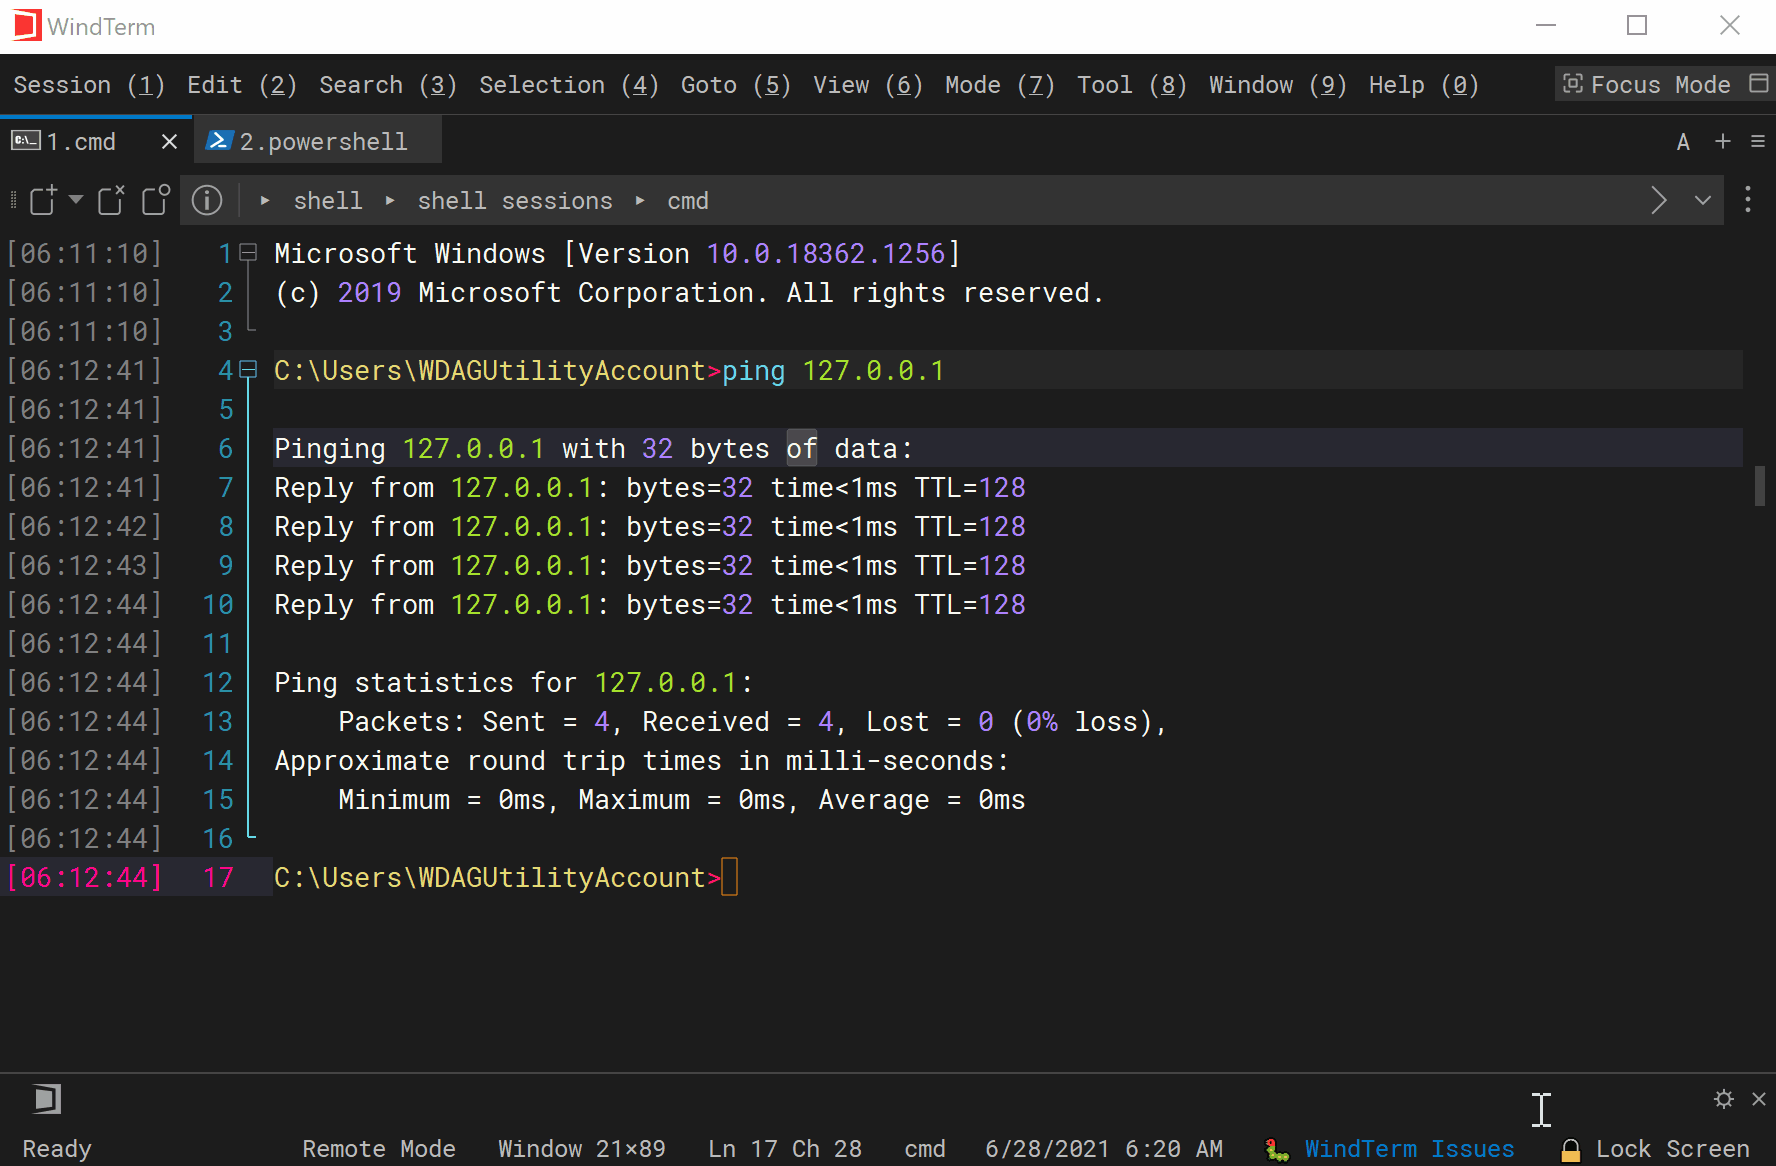 WindTerm
Session (1) Edit (2) Search (3) Selection (4) Goto (5) View (6) Mode (7) Tool (8) Window (9) Help (0) Focus Mode
C:\_ 1.cmd 2.powershell A
shell shell sessions cmd
[06:11:10] 1 Microsoft Windows [Version 10.0.18362.1256]
[06:11:10] 2 (c) 2019 Microsoft Corporation. All rights reserved.
[06:11:10] 3
[06:12:41] 4 C:\Users\WDAGUtilityAccount>ping 127.0.0.1
[06:12:41] 5
[06:12:41] 6 Pinging 127.0.0.1 with 32 bytes of data:
[06:12:41] 7 Reply from 127.0.0.1: bytes=32 time<1ms TTL=128
[06:12:42] 8 Reply from 127.0.0.1: bytes=32 time<1ms TTL=128
[06:12:43] 9 Reply from 127.0.0.1: bytes=32 time<1ms TTL=128
[06:12:44] 10 Reply from 127.0.0.1: bytes=32 time<1ms TTL=128
[06:12:44] 11
[06:12:44] 12 Ping statistics for 127.0.0.1:
[06:12:44] 13 Packets: Sent = 4, Received = 4, Lost = 0 (0% loss),
[06:12:44] 14 Approximate round trip times in milli-seconds:
[06:12:44] 15 Minimum = 0ms, Maximum = 0ms, Average = 0ms
[06:12:44] 16
[06:12:44] 17 C:\Users\WDAGUtilityAccount>
Ready Remote Mode Window 21×89 Ln 17 Ch 28 cmd 6/28/2021 6:20 AM WindTerm Issues Lock Screen